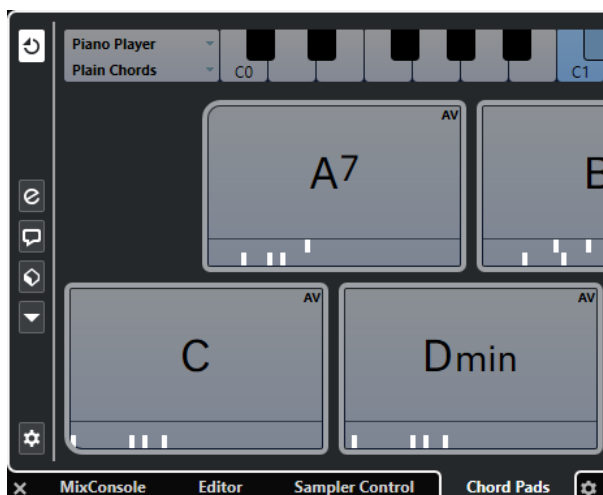 Piano Player
Plain Chords
C0
C1
AV
A7
B
AV
C
AV
Dmin
MixConsole Editor Sampler Control Chord Pads